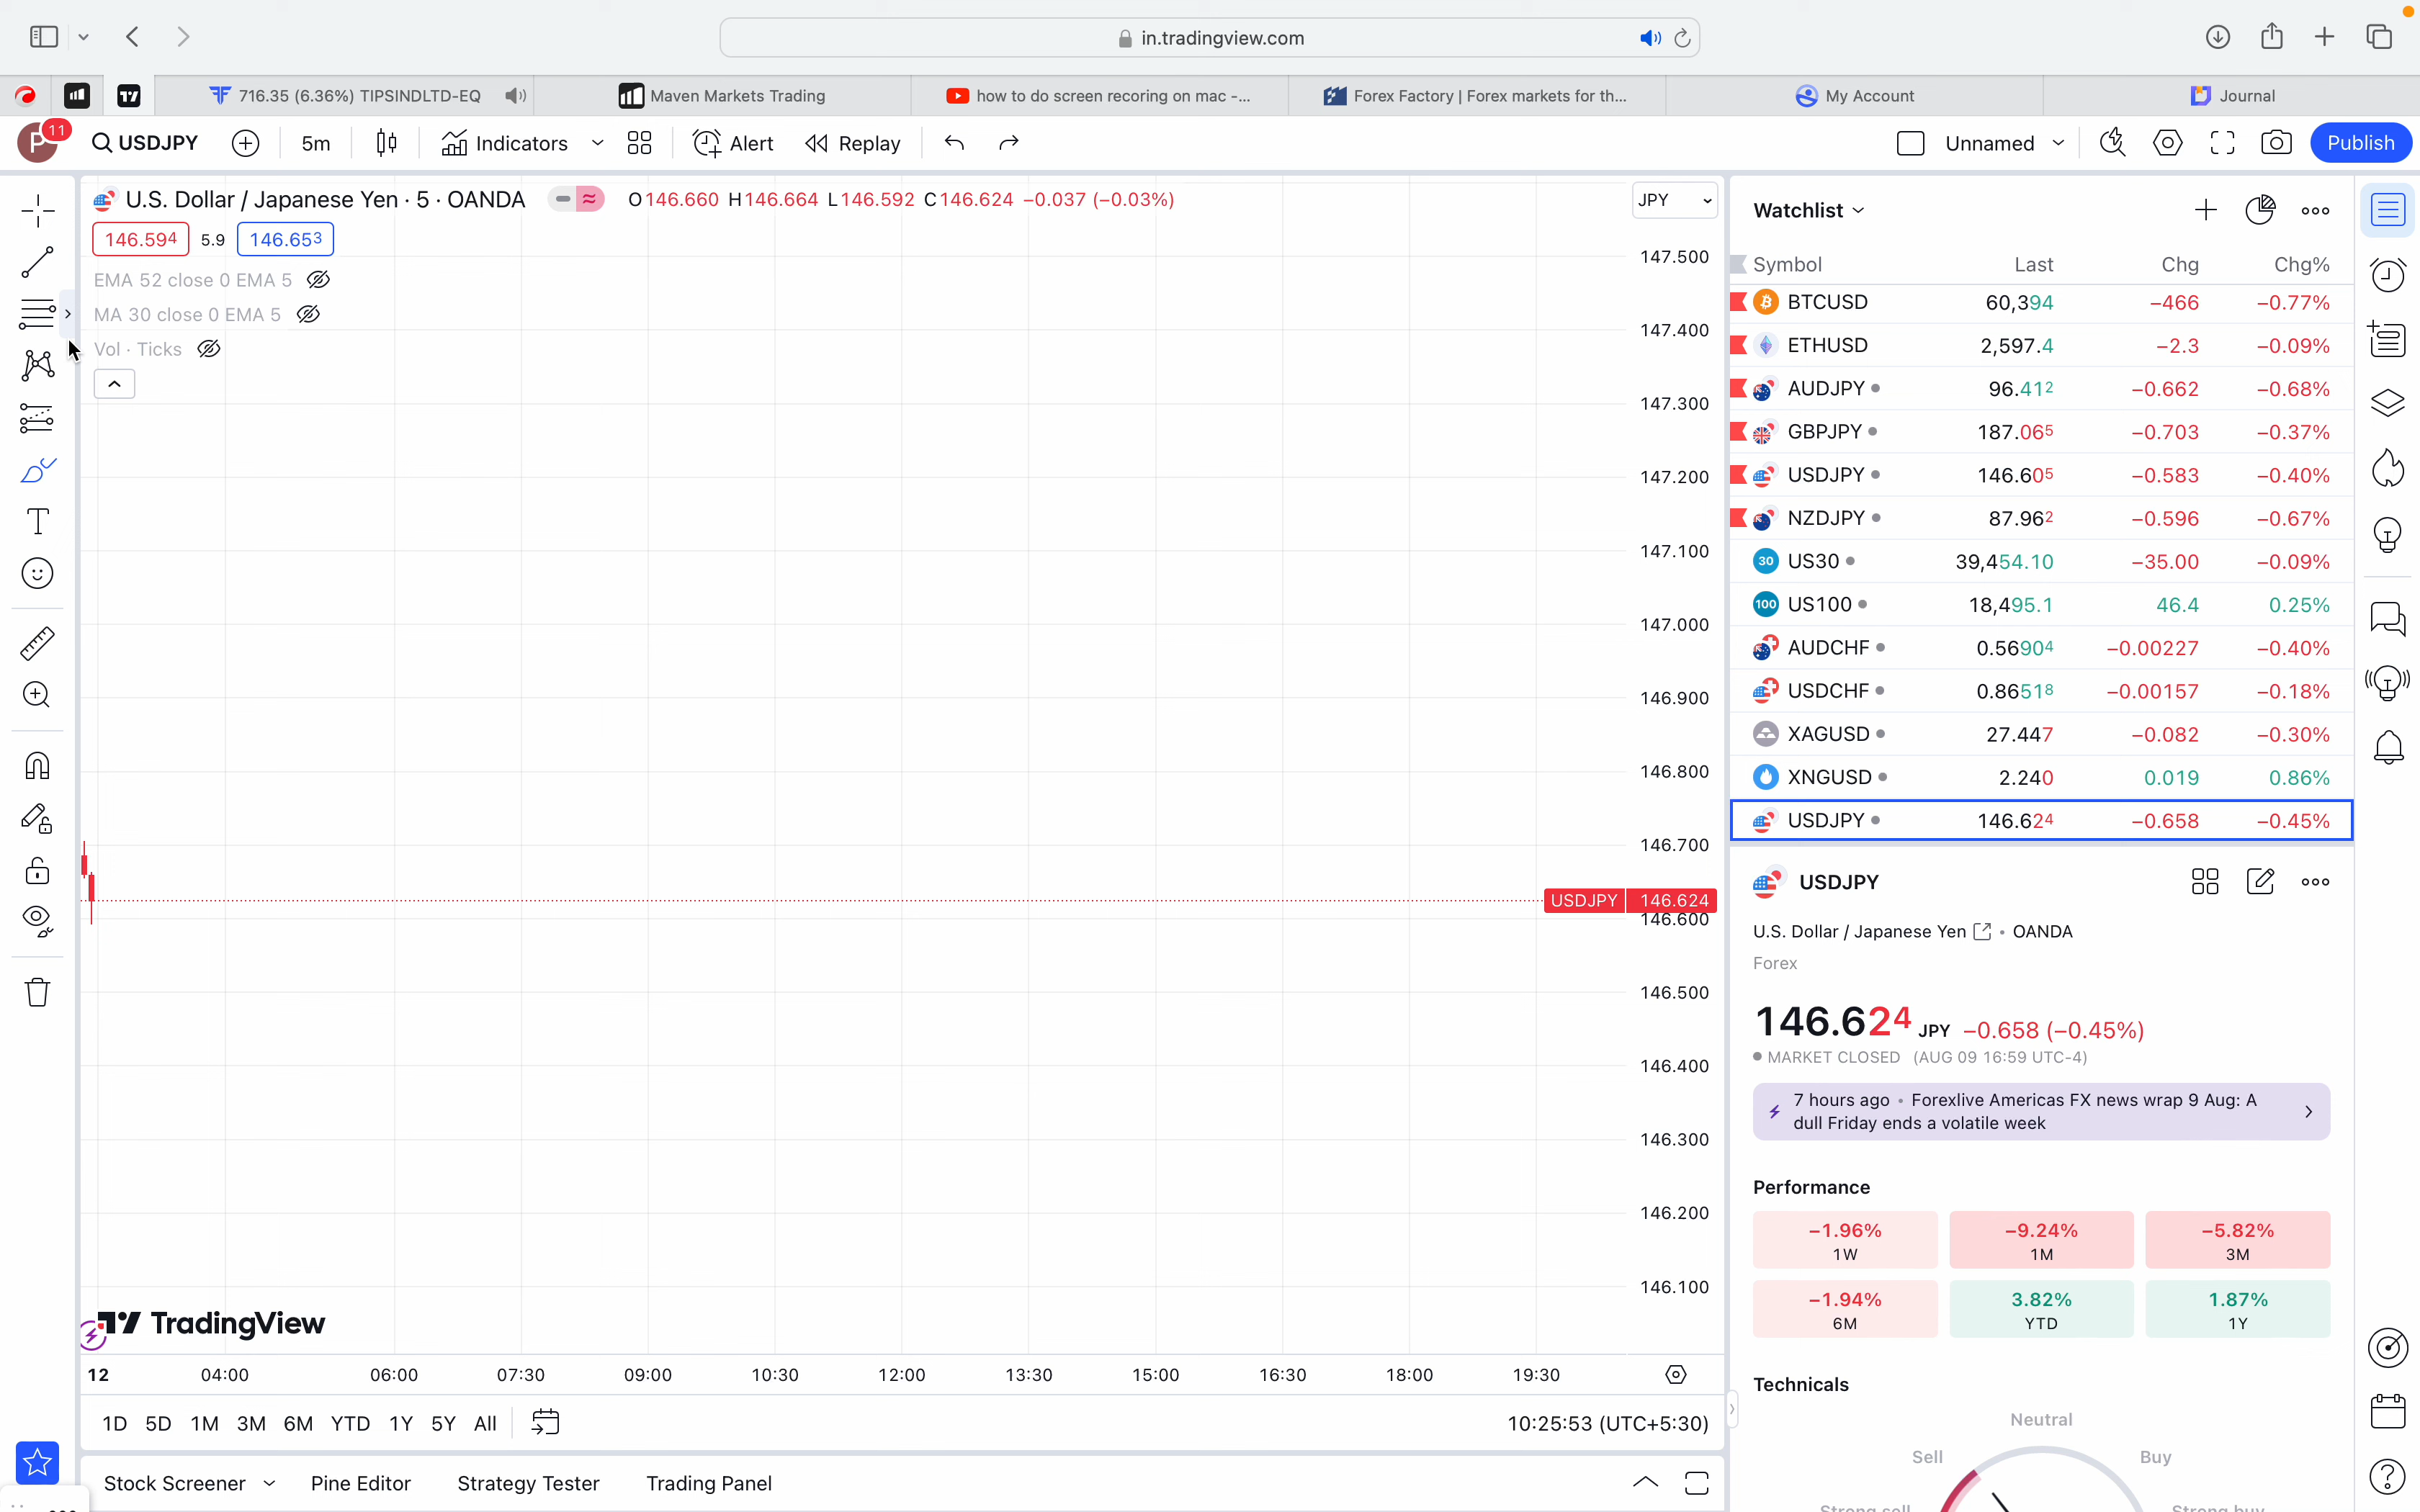 in.tradingview.com
716.35 (6.36%) TIPSINDLTD-EQ
Maven Markets Trading
how to do screen recoring on mac -...
Forex Factory | Forex markets for th...
My Account
Journal
P 11
USDJPY
5m
Indicators
Alert
Replay
Unnamed
Publish
U.S. Dollar / Japanese Yen · 5 · OANDA
O146.660 H146.664 L146.592 C146.624 −0.037 (−0.03%)
JPY
146.594 5.9 146.653
EMA 52 close 0 EMA 5
MA 30 close 0 EMA 5
Vol · Ticks
147.500
147.400
147.300
147.200
147.100
147.000
146.900
146.800
146.700
USDJPY 146.624
146.600
146.500
146.400
146.300
146.200
146.100
TradingView
12 04:00 06:00 07:30 09:00 10:30 12:00 13:30 15:00 16:30 18:00 19:30
1D 5D 1M 3M 6M YTD 1Y 5Y All
10:25:53 (UTC+5:30)
Stock Screener Pine Editor Strategy Tester Trading Panel
Watchlist
Symbol Last Chg Chg%
BTCUSD 60,394 −466 −0.77%
ETHUSD 2,597.4 −2.3 −0.09%
AUDJPY 96.412 −0.662 −0.68%
GBPJPY 187.065 −0.703 −0.37%
USDJPY 146.605 −0.583 −0.40%
NZDJPY 87.962 −0.596 −0.67%
30 US30 39,454.10 −35.00 −0.09%
100 US100 18,495.1 46.4 0.25%
AUDCHF 0.56904 −0.00227 −0.40%
USDCHF 0.86518 −0.00157 −0.18%
XAGUSD 27.447 −0.082 −0.30%
XNGUSD 2.240 0.019 0.86%
USDJPY 146.624 −0.658 −0.45%
USDJPY
U.S. Dollar / Japanese Yen • OANDA
Forex
146.624 JPY −0.658 (−0.45%)
MARKET CLOSED (AUG 09 16:59 UTC-4)
7 hours ago • Forexlive Americas FX news wrap 9 Aug: A
dull Friday ends a volatile week
Performance
−1.96% −9.24% −5.82%
1W 1M 3M
−1.94% 3.82% 1.87%
6M YTD 1Y
Technicals
Neutral
Sell Buy
Strong sell Strong buy